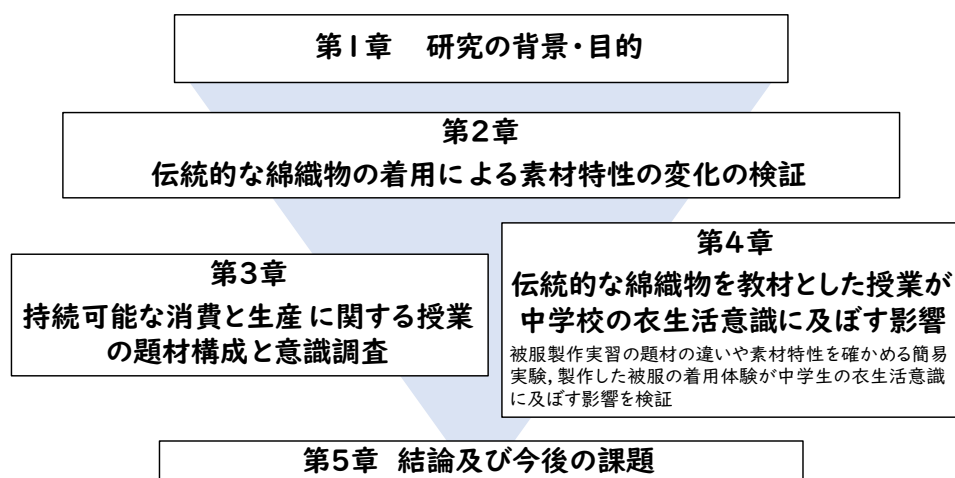 第1章　研究の背景・目的
第2章
伝統的な綿織物の着用による素材特性の変化の検証
第3章
持続可能な消費と生産に関する授業
の題材構成と意識調査
第4章
伝統的な綿織物を教材とした授業が
中学校の衣生活意識に及ぼす影響
被服製作実習の題材の違いや素材特性を確かめる簡易
実験，製作した被服の着用体験が中学生の衣生活意識
に及ぼす影響を検証
第5章　結論及び今後の課題